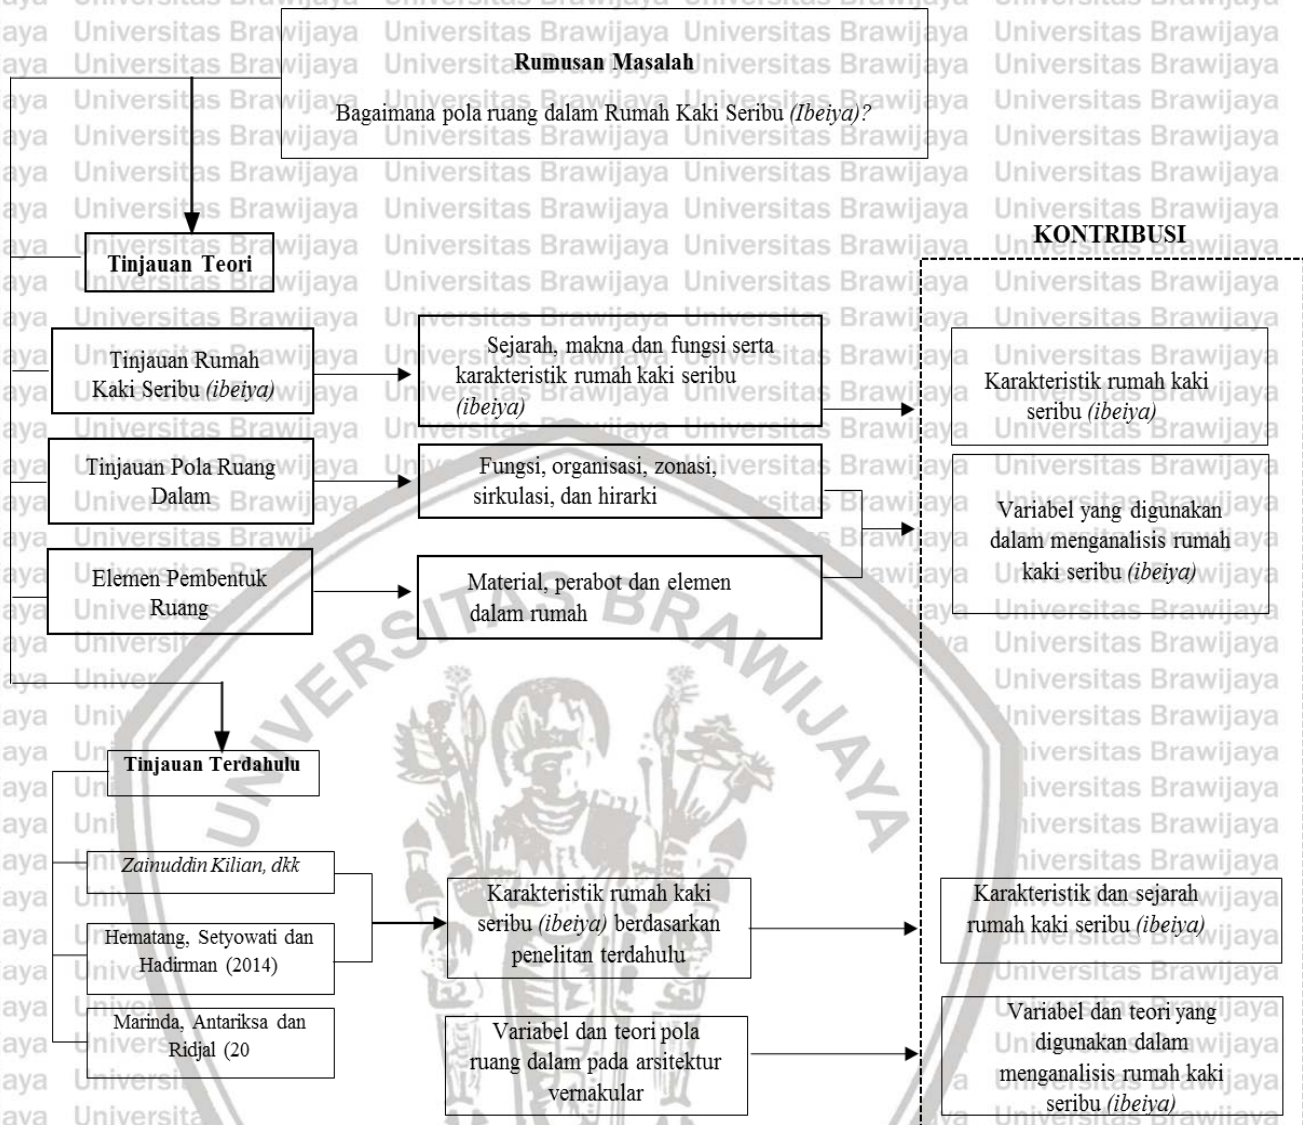 Rumusan Masalah
Bagaimana pola ruang dalam Rumah Kaki Seribu (Ibeiya)?
Tinjauan Teori
KONTRIBUSI
Tinjauan Rumah
Kaki Seribu (ibeiya)
Sejarah, makna dan fungsi serta
karakteristik rumah kaki seribu
(ibeiya)
Karakteristik rumah kaki
seribu (ibeiya)
Tinjauan Pola Ruang
Dalam
Fungsi, organisasi, zonasi,
sirkulasi, dan hirarki
Variabel yang digunakan
dalam menganalisis rumah
kaki seribu (ibeiya)
Elemen Pembentuk
Ruang
Material, perabot dan elemen
dalam rumah
Tinjauan Terdahulu
Zainuddin Kilian, dkk
Hematang, Setyowati dan
Hadirman (2014)
Marinda, Antariksa dan
Ridjal (20
Karakteristik rumah kaki
seribu (ibeiya) berdasarkan
penelitan terdahulu
Karakteristik dan sejarah
rumah kaki seribu (ibeiya)
Variabel dan teori pola
ruang dalam pada arsitektur
vernakular
Variabel dan teori yang
digunakan dalam
menganalisis rumah kaki
seribu (ibeiya)
UNIVERSITAS BRAWIJAYA
Universitas Brawijaya